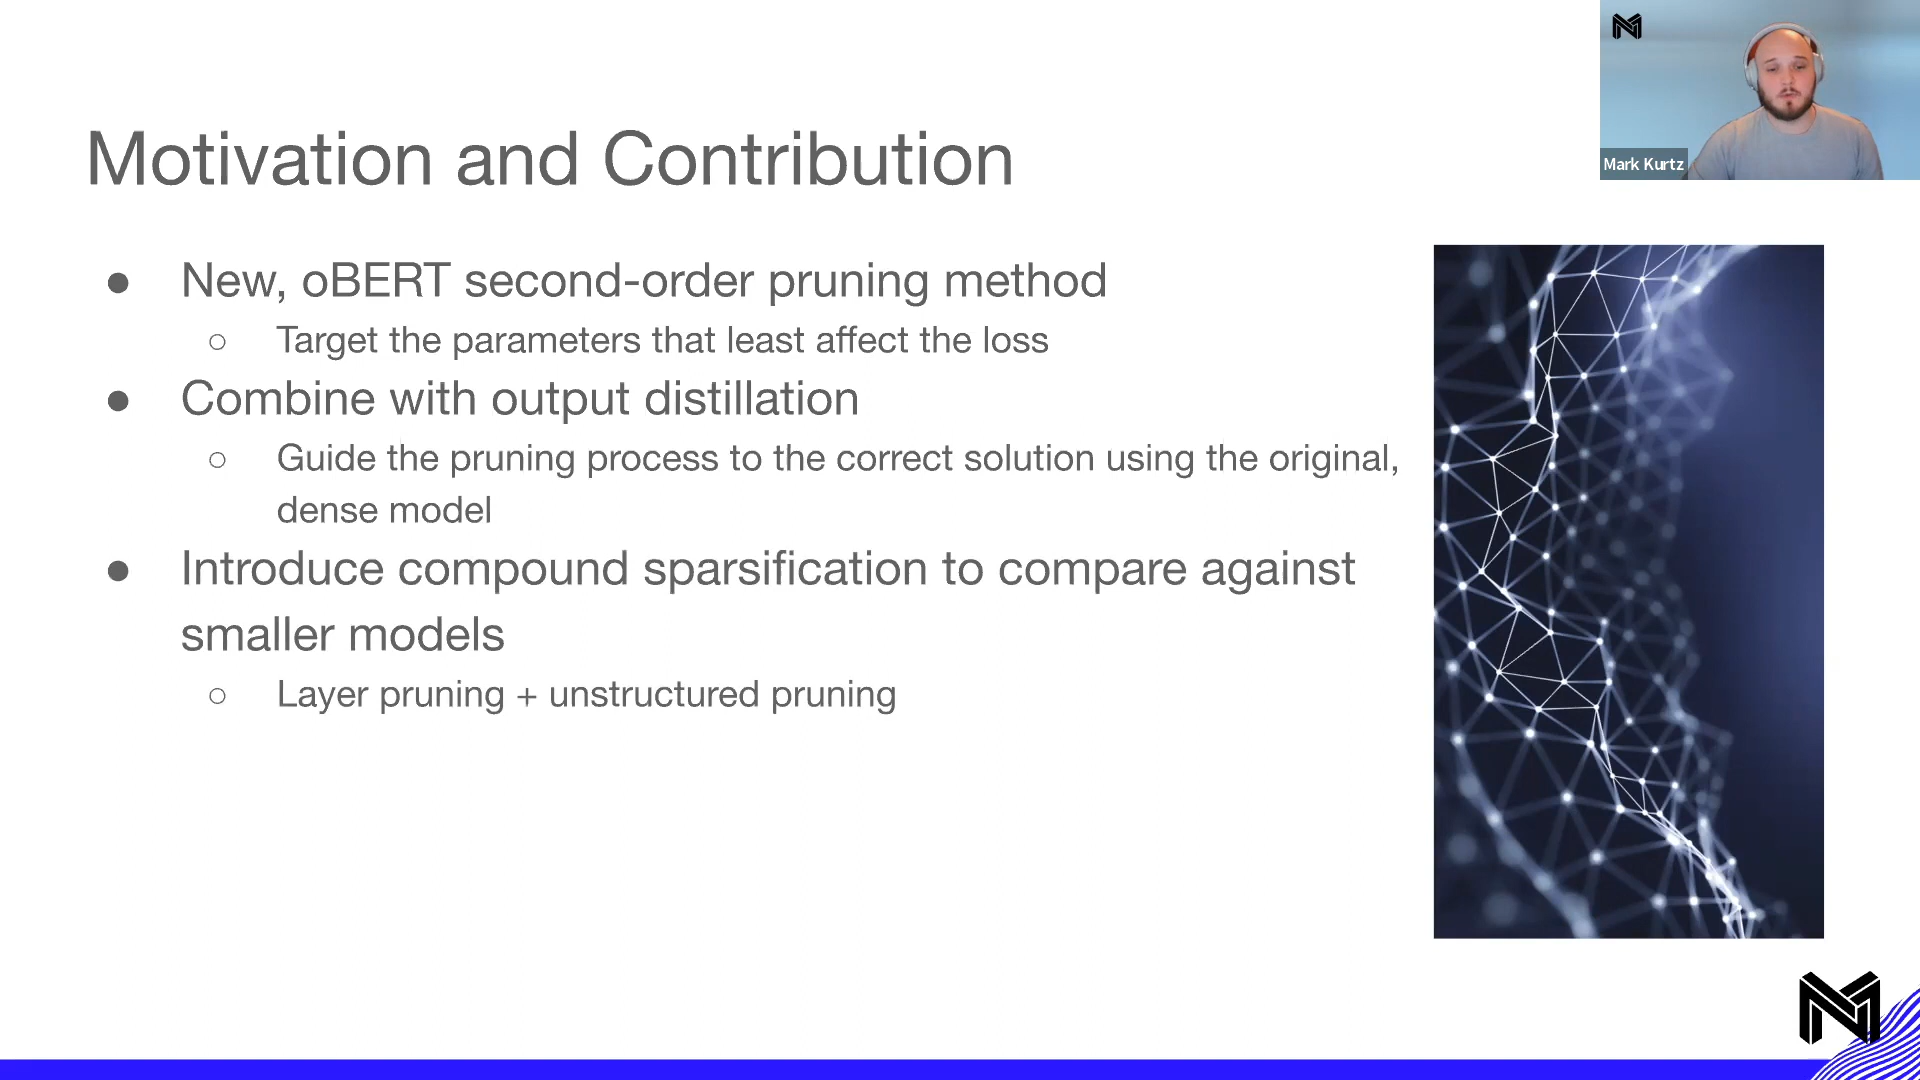 Mark Kurtz
Motivation and Contribution
● New, oBERT second-order pruning method
○ Target the parameters that least affect the loss
● Combine with output distillation
○ Guide the pruning process to the correct solution using the original,
dense model
● Introduce compound sparsification to compare against
smaller models
○ Layer pruning + unstructured pruning